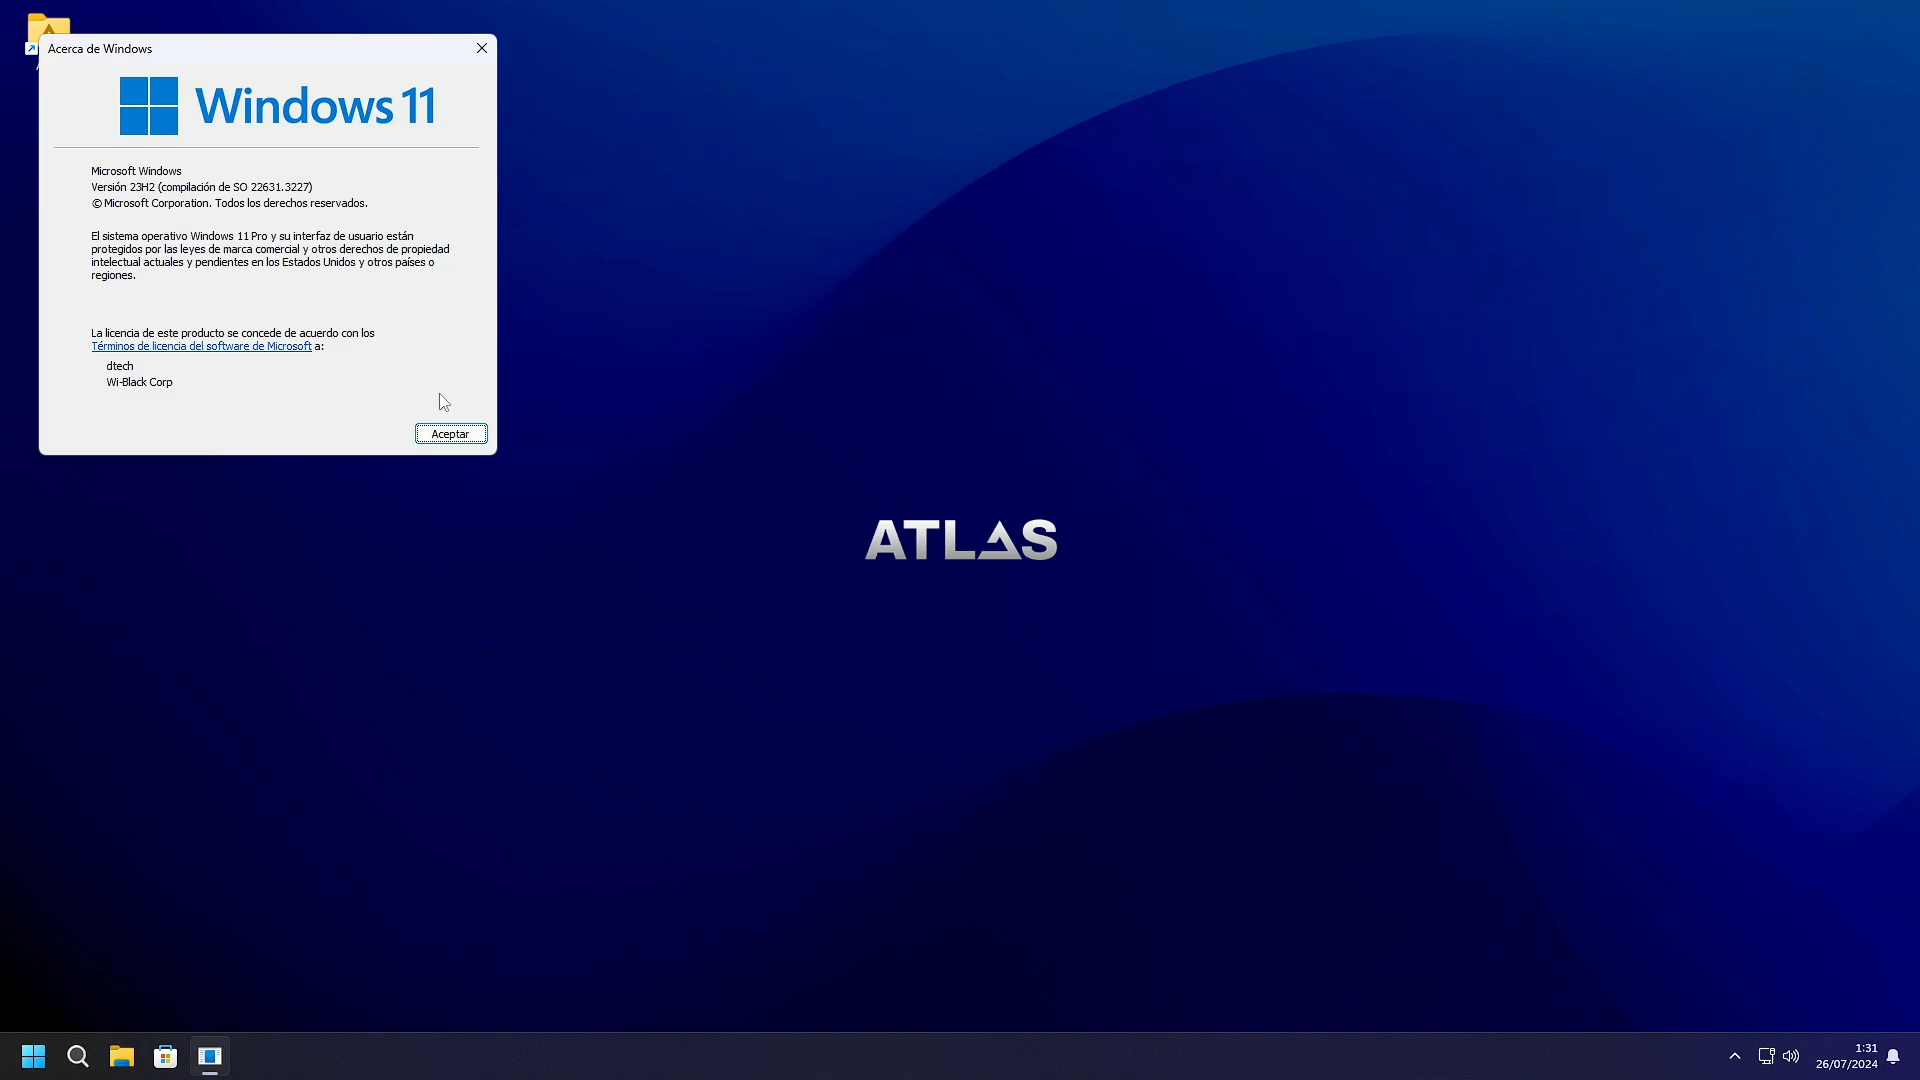 Acerca de Windows
Windows 11
Microsoft Windows
Versión 23H2 (compilación de SO 22631.3227)
© Microsoft Corporation. Todos los derechos reservados.
El sistema operativo Windows 11 Pro y su interfaz de usuario están
protegidos por las leyes de marca comercial y otros derechos de propiedad
intelectual actuales y pendientes en los Estados Unidos y otros países o
regiones.
La licencia de este producto se concede de acuerdo con los
Términos de licencia del software de Microsoft a:
dtech
Wi-Black Corp
Aceptar
ATLAS
1:31
26/07/2024